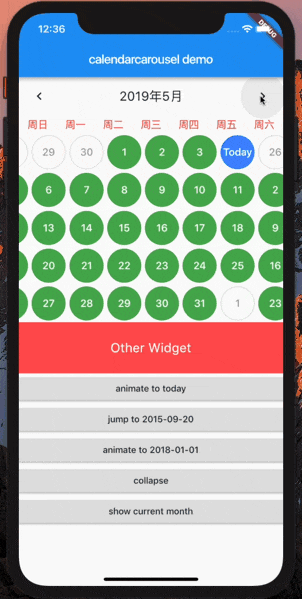 12:36
DEBUG
calendarcarousel demo
2019年5月
周日 周一 周二 周三 周四 周五 周六
29 30 1 2 3 Today 26
6 7 8 9 10 11 2
13 14 15 16 17 18 9
20 21 22 23 24 25 16
27 28 29 30 31 1 23
Other Widget
animate to today
jump to 2015-09-20
animate to 2018-01-01
collapse
show current month